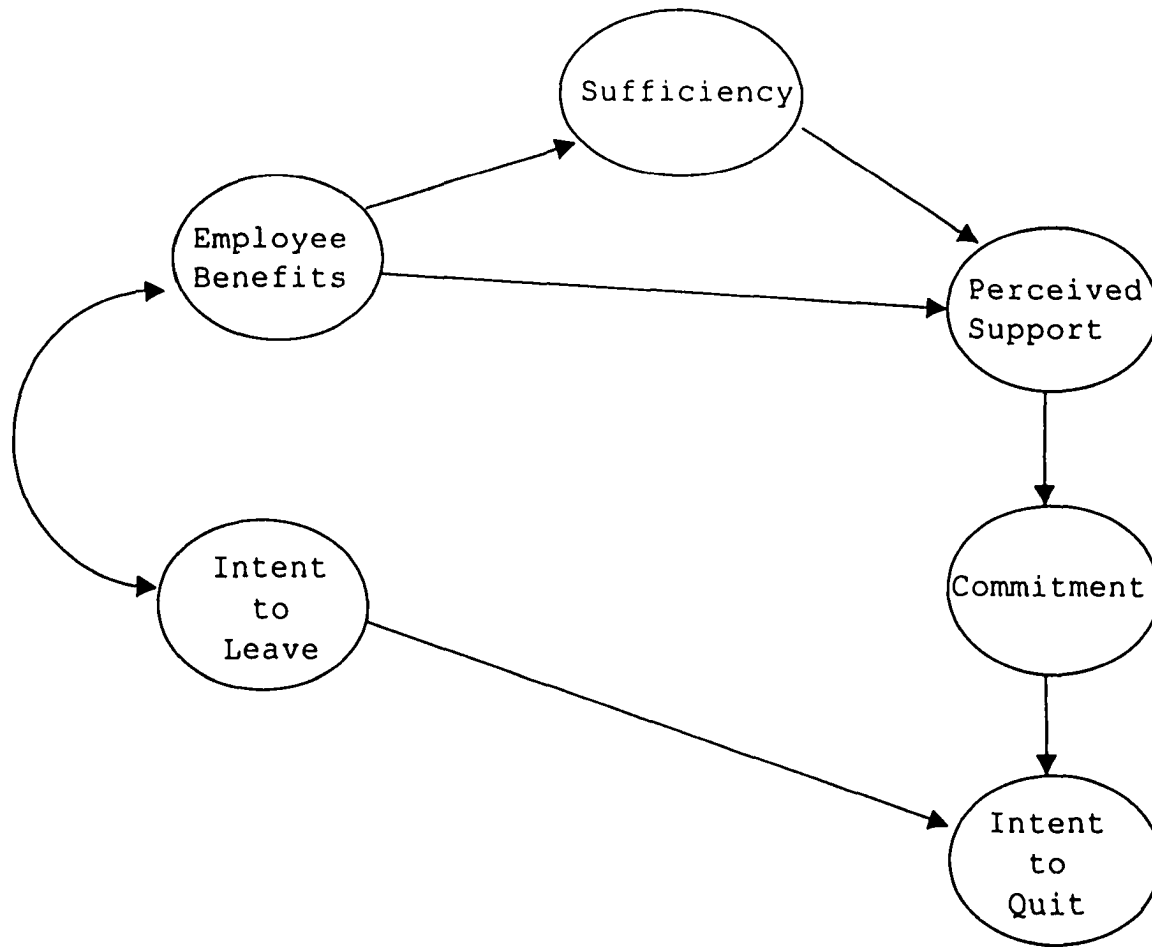 Sufficiency
Employee
Benefits
Perceived
Support
Intent
to
Leave
Commitment
Intent
to
Quit